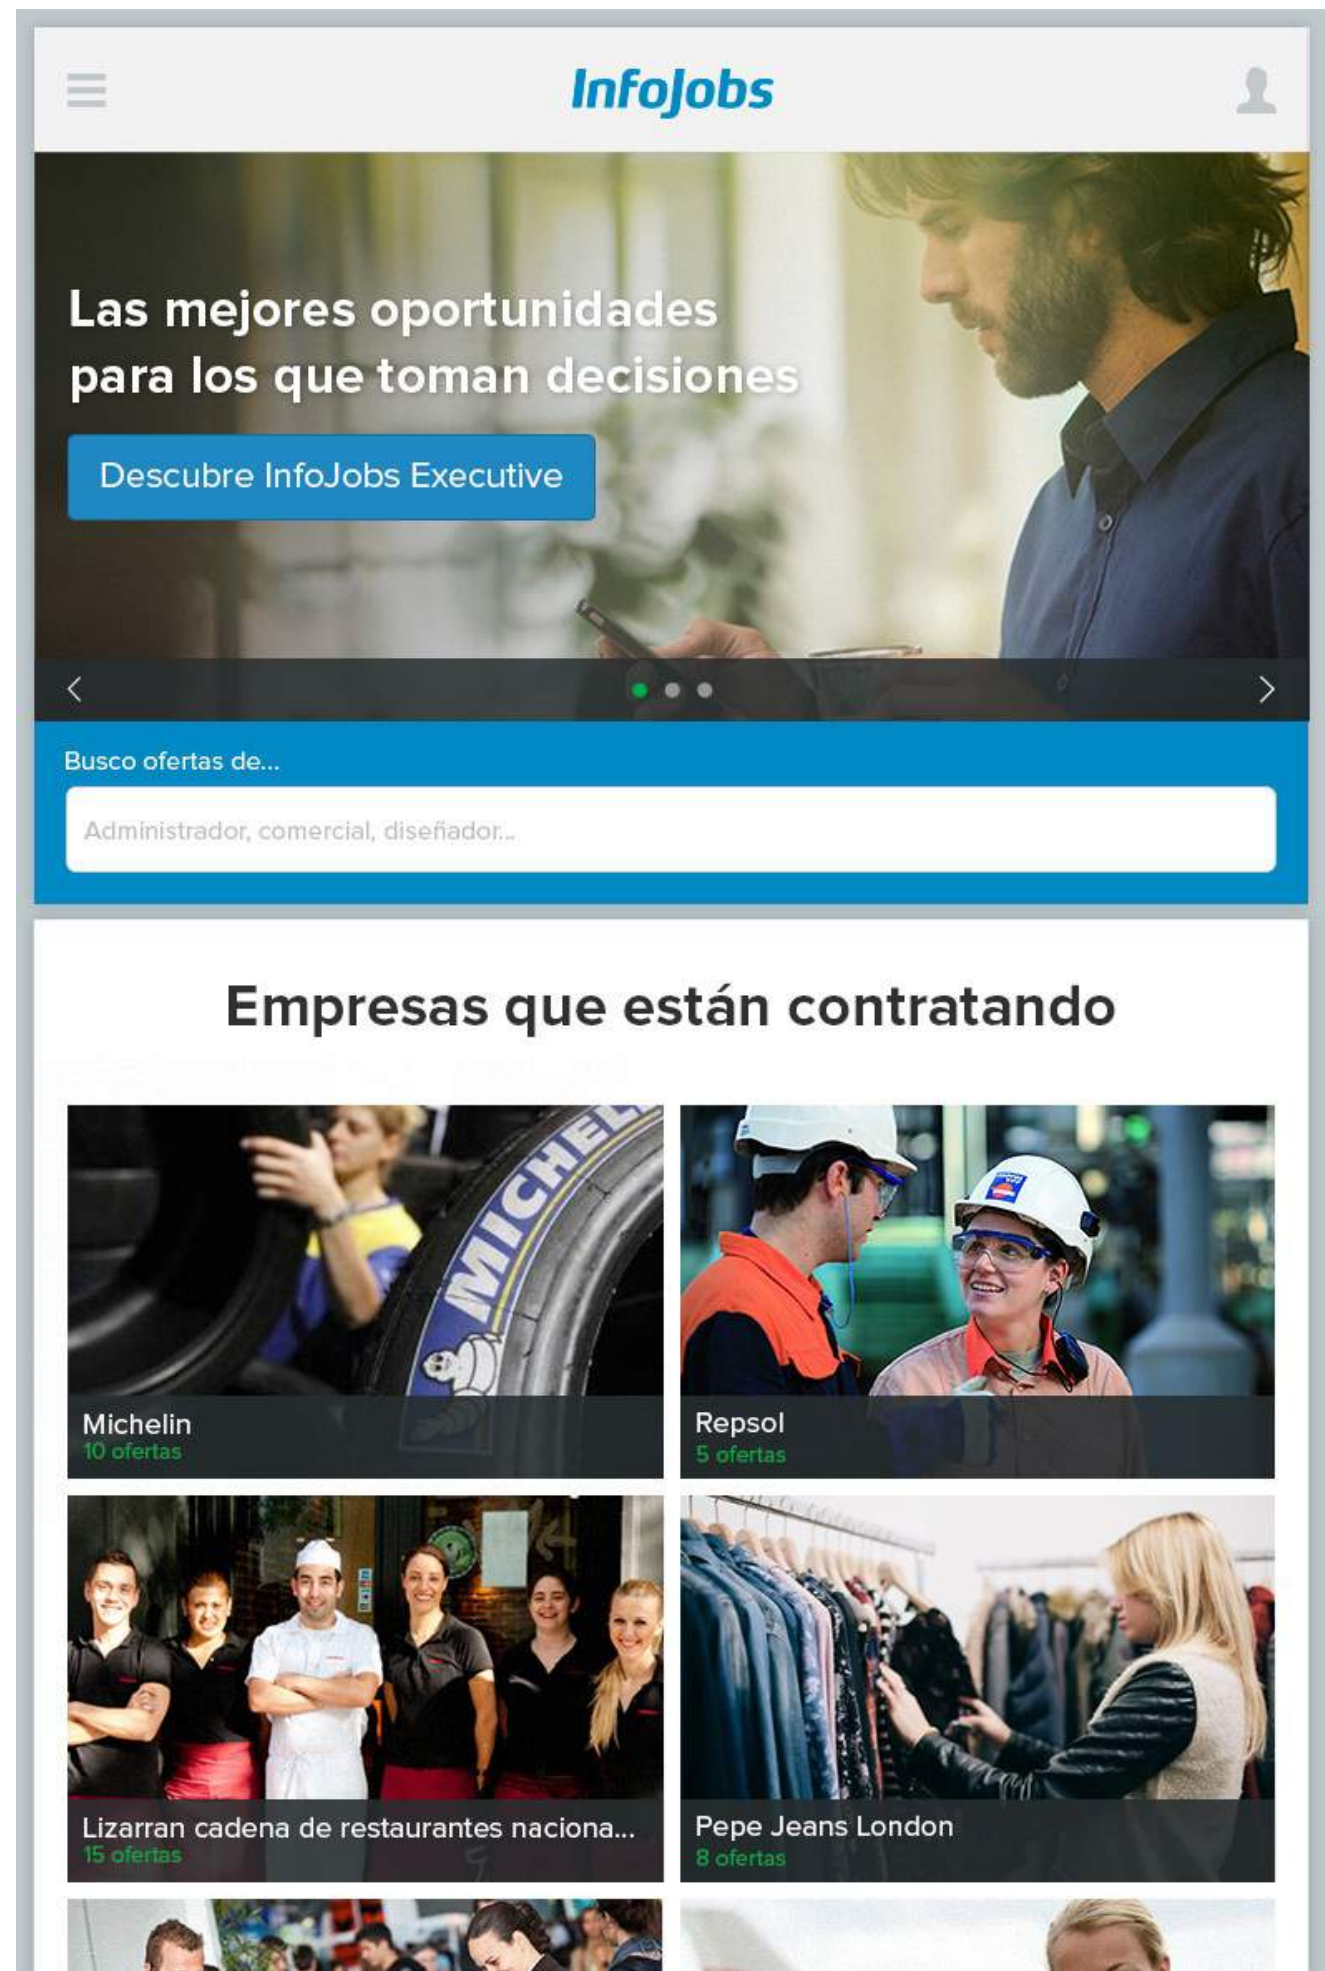 InfoJobs
Las mejores oportunidades
para los que toman decisiones
Descubre InfoJobs Executive
Busco ofertas de...
Administrador, comercial, diseñador...
Empresas que están contratando
MICHEL
Michelin
10 ofertas
Repsol
5 ofertas
Lizarran cadena de restaurantes naciona...
15 ofertas
Pepe Jeans London
8 ofertas